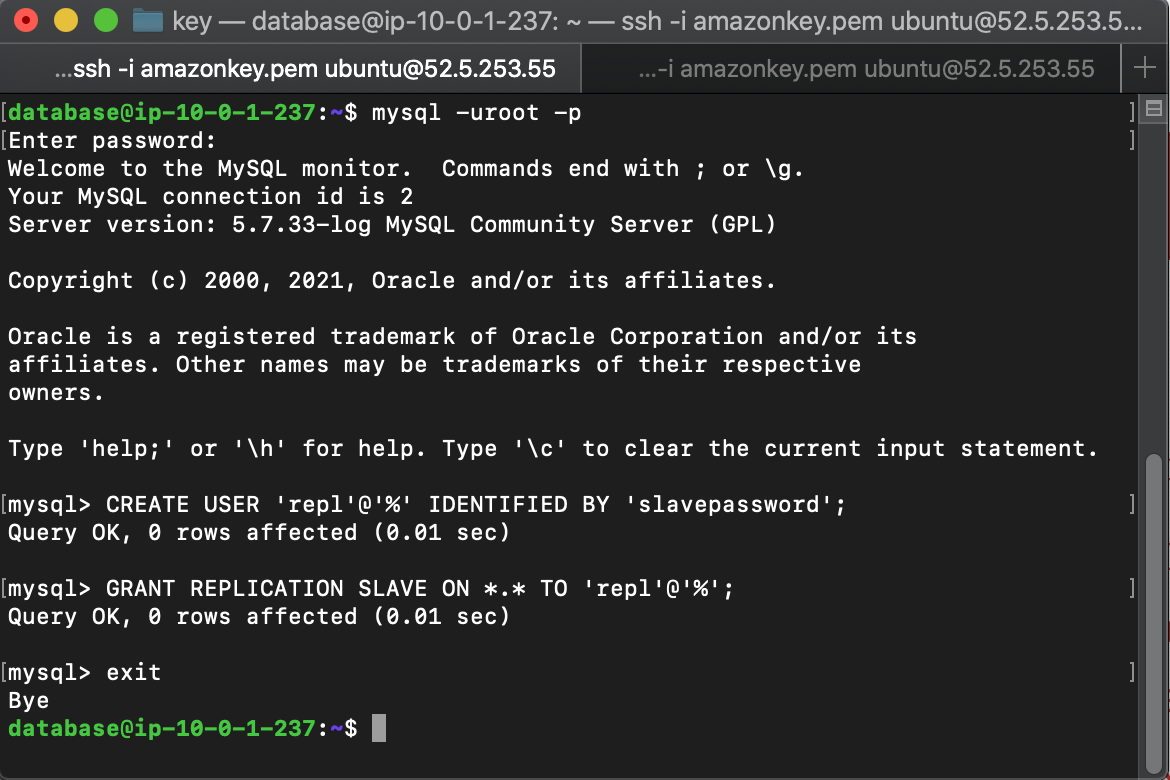 key — database@ip-10-0-1-237: ~ — ssh -i amazonkey.pem ubuntu@52.5.253.5...
...ssh -i amazonkey.pem ubuntu@52.5.253.55
...-i amazonkey.pem ubuntu@52.5.253.55
[database@ip-10-0-1-237:~$ mysql -uroot -p ]
[Enter password: ]
Welcome to the MySQL monitor.  Commands end with ; or \g.
Your MySQL connection id is 2
Server version: 5.7.33-log MySQL Community Server (GPL)
Copyright (c) 2000, 2021, Oracle and/or its affiliates.
Oracle is a registered trademark of Oracle Corporation and/or its
affiliates. Other names may be trademarks of their respective
owners.
Type 'help;' or '\h' for help. Type '\c' to clear the current input statement.
[mysql> CREATE USER 'repl'@'%' IDENTIFIED BY 'slavepassword'; ]
Query OK, 0 rows affected (0.01 sec)
[mysql> GRANT REPLICATION SLAVE ON *.* TO 'repl'@'%'; ]
Query OK, 0 rows affected (0.01 sec)
[mysql> exit ]
Bye
database@ip-10-0-1-237:~$